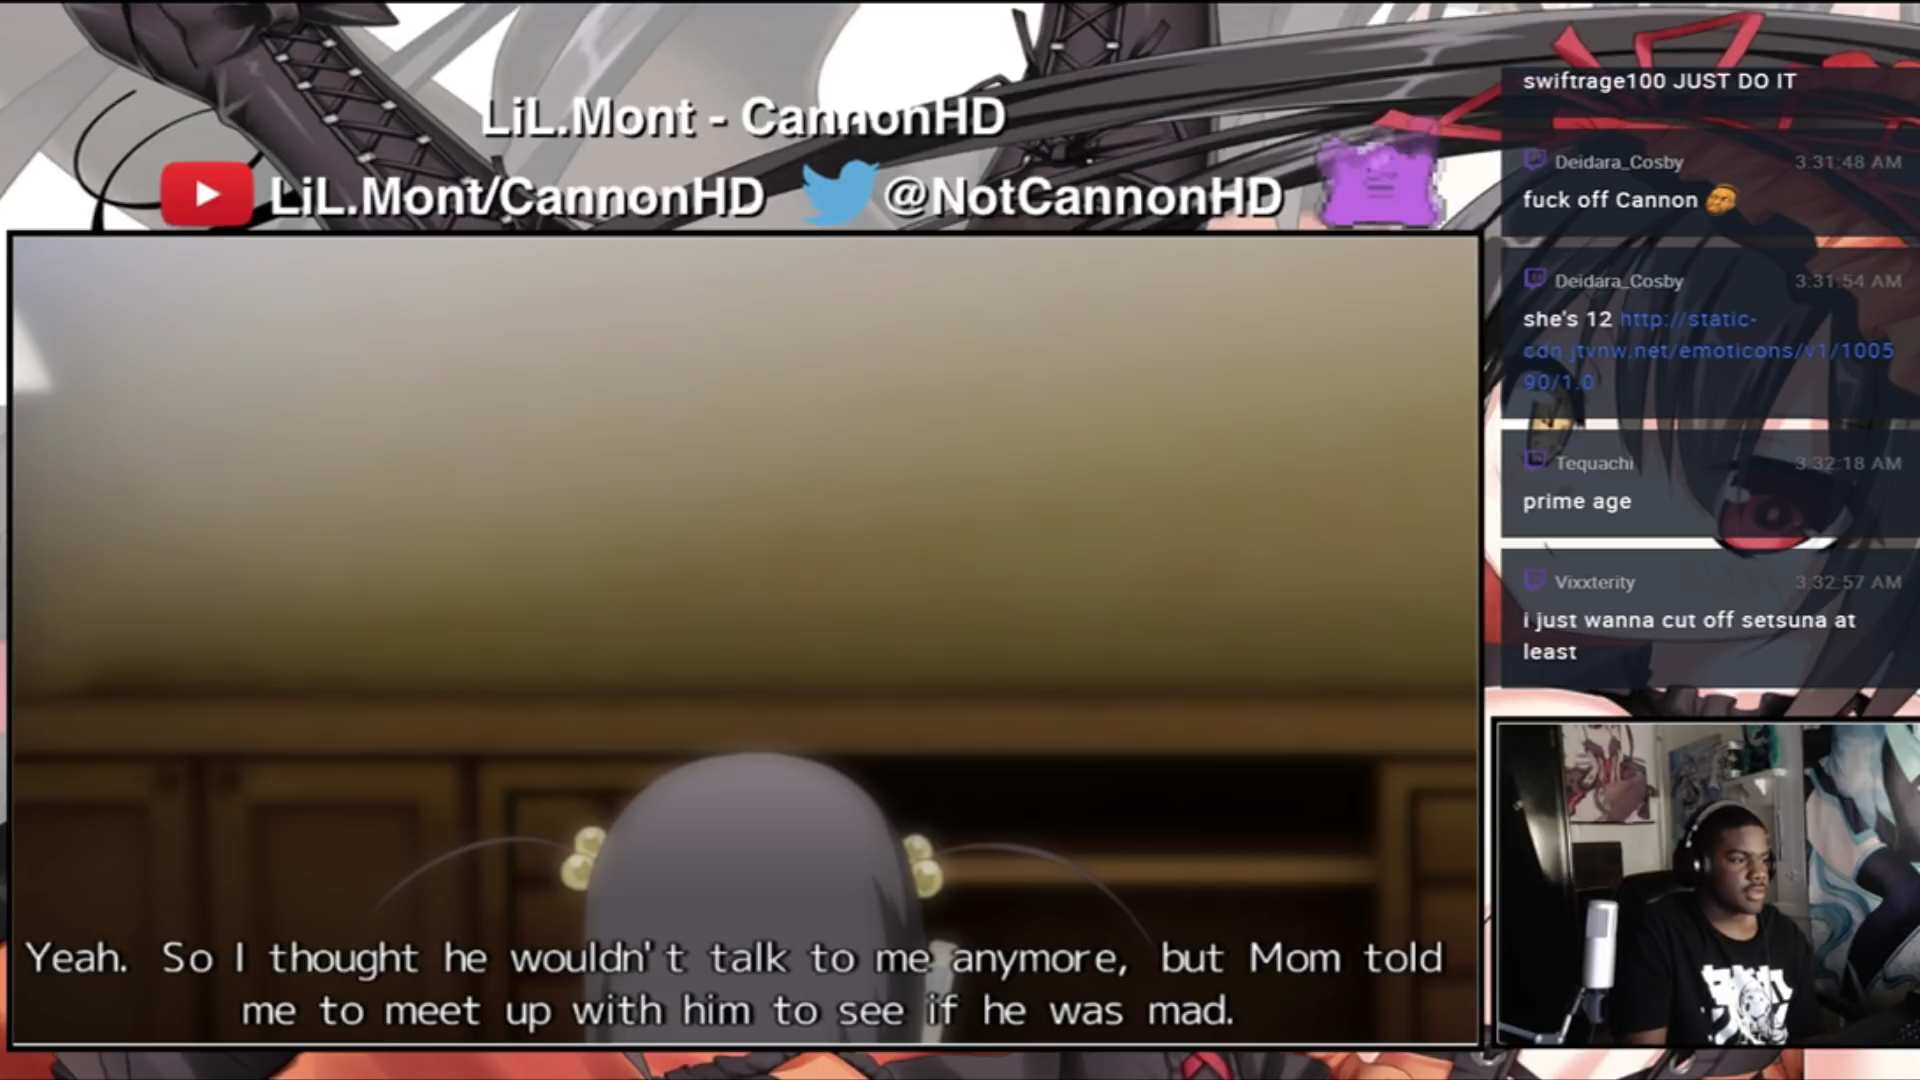 LiL.Mont - CannonHD
LiL.Mont/CannonHD
@NotCannonHD
swiftrage100 JUST DO IT
Deidara_Cosby 3:31:48 AM
fuck off Cannon
Deidara_Cosby 3:31:54 AM
she's 12 http://static-
cdn.jtvnw.net/emoticons/v1/1005
90/1.0
Tequachi 3:32:18 AM
prime age
Vixxterity 3:32:57 AM
i just wanna cut off setsuna at
least
Yeah. So I thought he wouldn't talk to me anymore, but Mom told
me to meet up with him to see if he was mad.